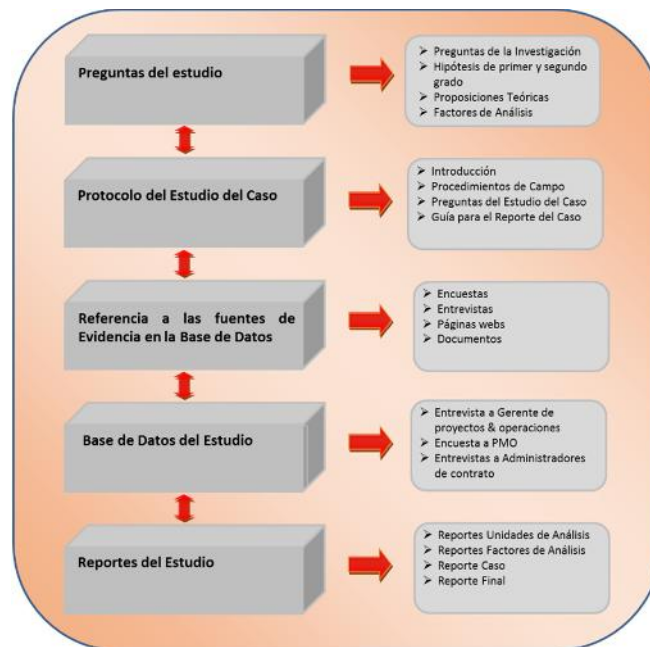 Preguntas del estudio
➢ Preguntas de la Investigación
➢ Hipótesis de primer y segundo
grado
➢ Proposiciones Teóricas
➢ Factores de Análisis
Protocolo del Estudio del Caso
➢ Introducción
➢ Procedimientos de Campo
➢ Preguntas del Estudio del Caso
➢ Guía para el Reporte del Caso
Referencia a las fuentes de
Evidencia en la Base de Datos
➢ Encuestas
➢ Entrevistas
➢ Páginas webs
➢ Documentos
Base de Datos del Estudio
➢ Entrevista a Gerente de
proyectos & operaciones
➢ Encuesta a PMO
➢ Entrevistas a Administradores
de contrato
Reportes del Estudio
➢ Reportes Unidades de Análisis
➢ Reportes Factores de Análisis
➢ Reporte Caso
➢ Reporte Final